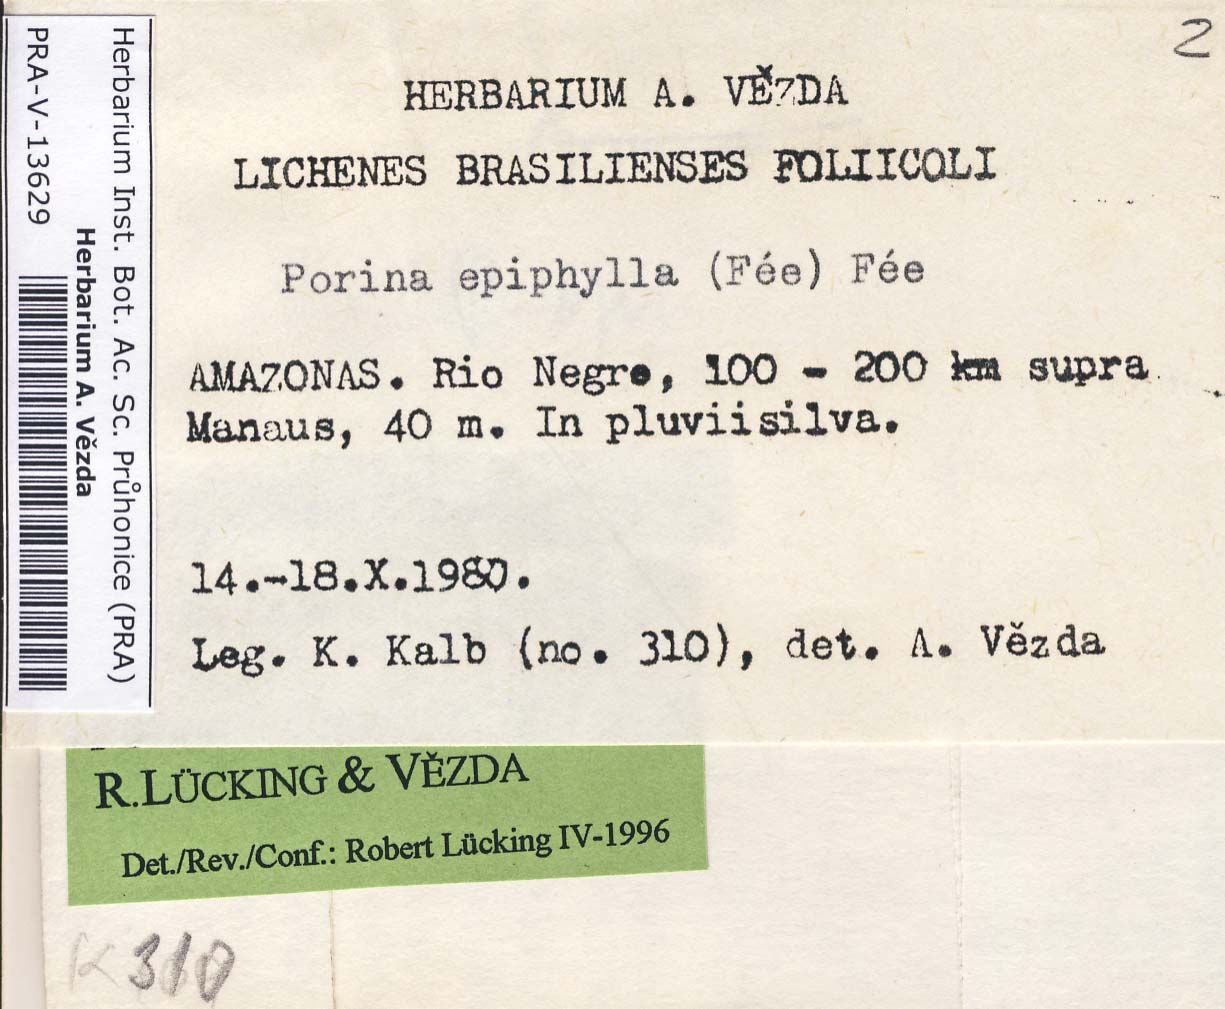 2
HERBARIUM A. VĚZDA
LICHENES BRASILIENSES FOLIICOLI
Porina epiphylla (Fée) Fée
AMAZONAS. Rio Negro, 100 - 200 km supra
Manaus, 40 m. In pluviisilva.
14.-18.X.1980.
Leg. K. Kalb (no. 310), det. A. Vězda
Herbarium Inst. Bot. Ac. Sc. Průhonice (PRA)
Herbarium A. Vězda
PRA-V-13629
R.LÜCKING & VĚZDA
Det./Rev./Conf.: Robert Lücking IV-1996
K 310